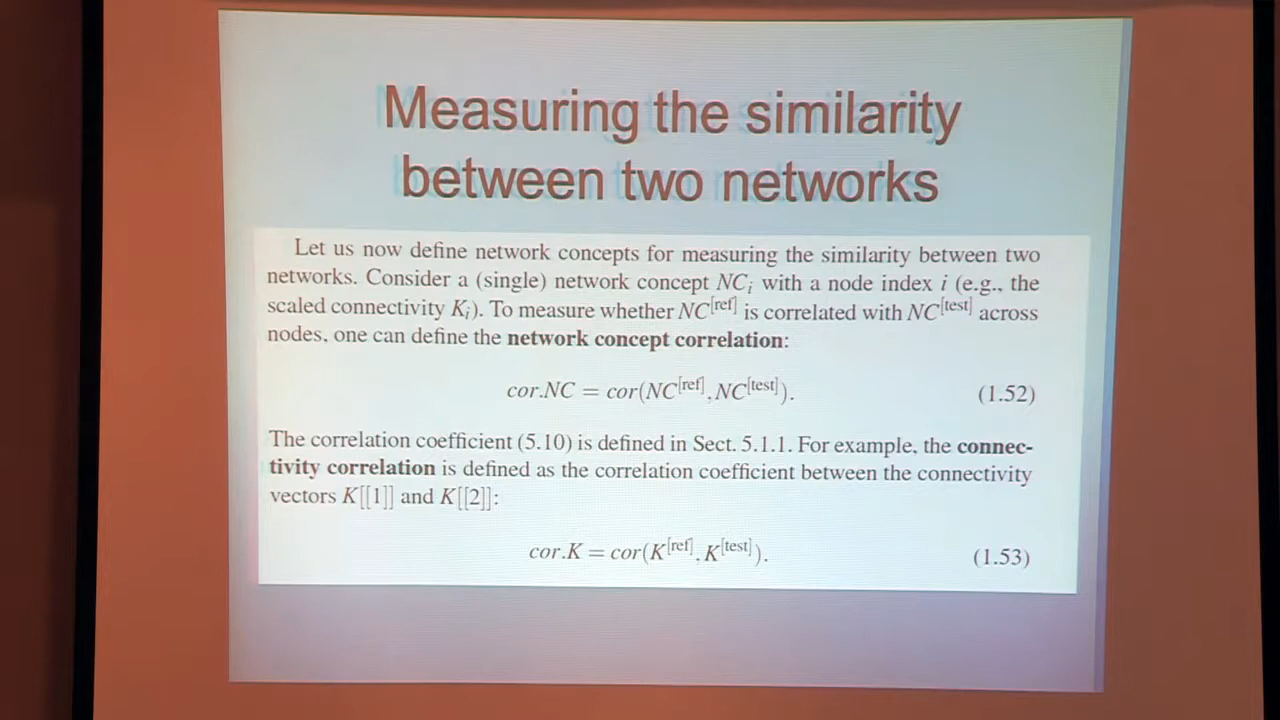 Measuring the similarity
between two networks
Let us now define network concepts for measuring the similarity between two
networks. Consider a (single) network concept NCᵢ with a node index i (e.g., the
scaled connectivity Kᵢ). To measure whether NC^[ref] is correlated with NC^[test] across
nodes, one can define the network concept correlation:
cor.NC = cor(NC^[ref], NC^[test]). (1.52)
The correlation coefficient (5.10) is defined in Sect. 5.1.1. For example, the connec-
tivity correlation is defined as the correlation coefficient between the connectivity
vectors K[[1]] and K[[2]]:
cor.K = cor(K^[ref], K^[test]). (1.53)